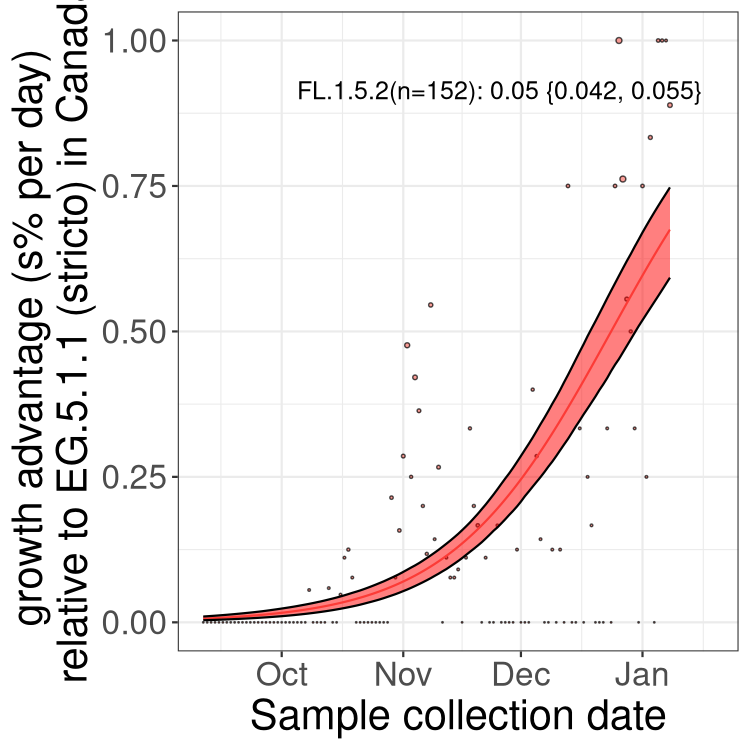 growth advantage (s% per day)
relative to EG.5.1.1 (stricto) in Canada
1.00
0.75
0.50
0.25
0.00
FL.1.5.2(n=152): 0.05 {0.042, 0.055}
Oct Nov Dec Jan
Sample collection date